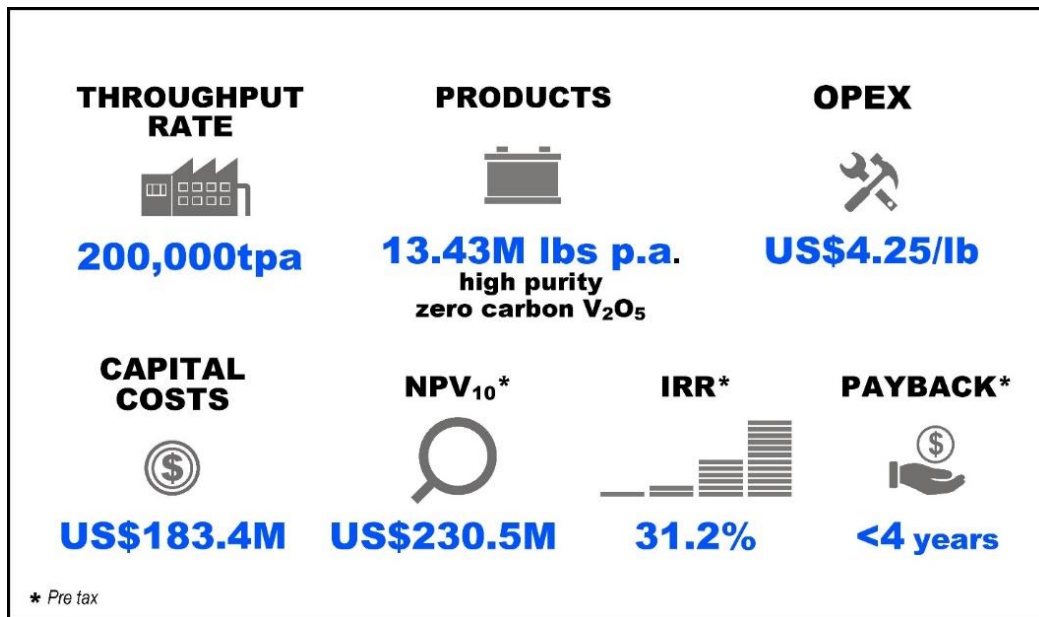 THROUGHPUT
RATE
200,000tpa
PRODUCTS
13.43M lbs p.a.
high purity
zero carbon V₂O₅
OPEX
US$4.25/lb
CAPITAL
COSTS
$
US$183.4M
NPV₁₀*
US$230.5M
IRR*
31.2%
PAYBACK*
$
<4 years
* Pre tax